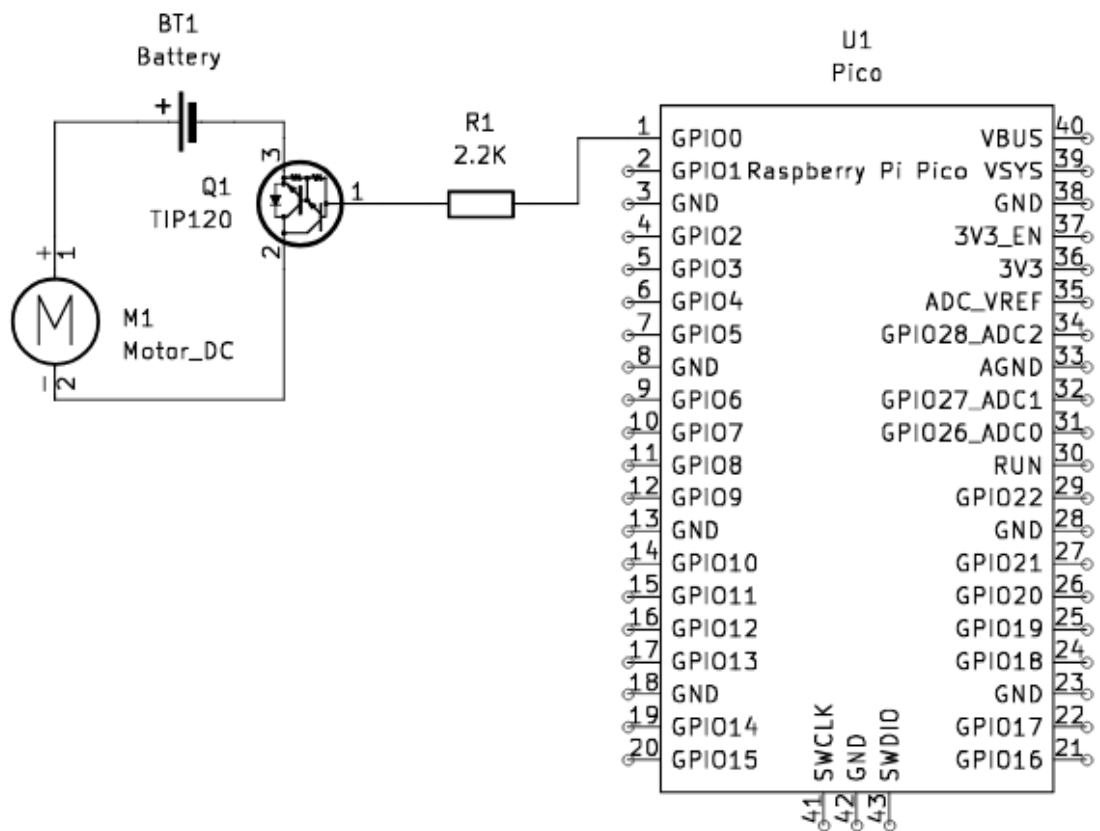 BT1
Battery
+
U1
Pico
R1
2.2K
3
Q1
TIP120
1
2
+
1
M
M1
Motor_DC
−
2
Raspberry Pi Pico
1 GPIO0 VBUS 40
2 GPIO1 VSYS 39
3 GND GND 38
4 GPIO2 3V3_EN 37
5 GPIO3 3V3 36
6 GPIO4 ADC_VREF 35
7 GPIO5 GPIO28_ADC2 34
8 GND AGND 33
9 GPIO6 GPIO27_ADC1 32
10 GPIO7 GPIO26_ADC0 31
11 GPIO8 RUN 30
12 GPIO9 GPIO22 29
13 GND GND 28
14 GPIO10 GPIO21 27
15 GPIO11 GPIO20 26
16 GPIO12 GPIO19 25
17 GPIO13 GPIO18 24
18 GND GND 23
19 GPIO14 GPIO17 22
20 GPIO15 GPIO16 21
SWCLK 41
GND 42
SWDIO 43